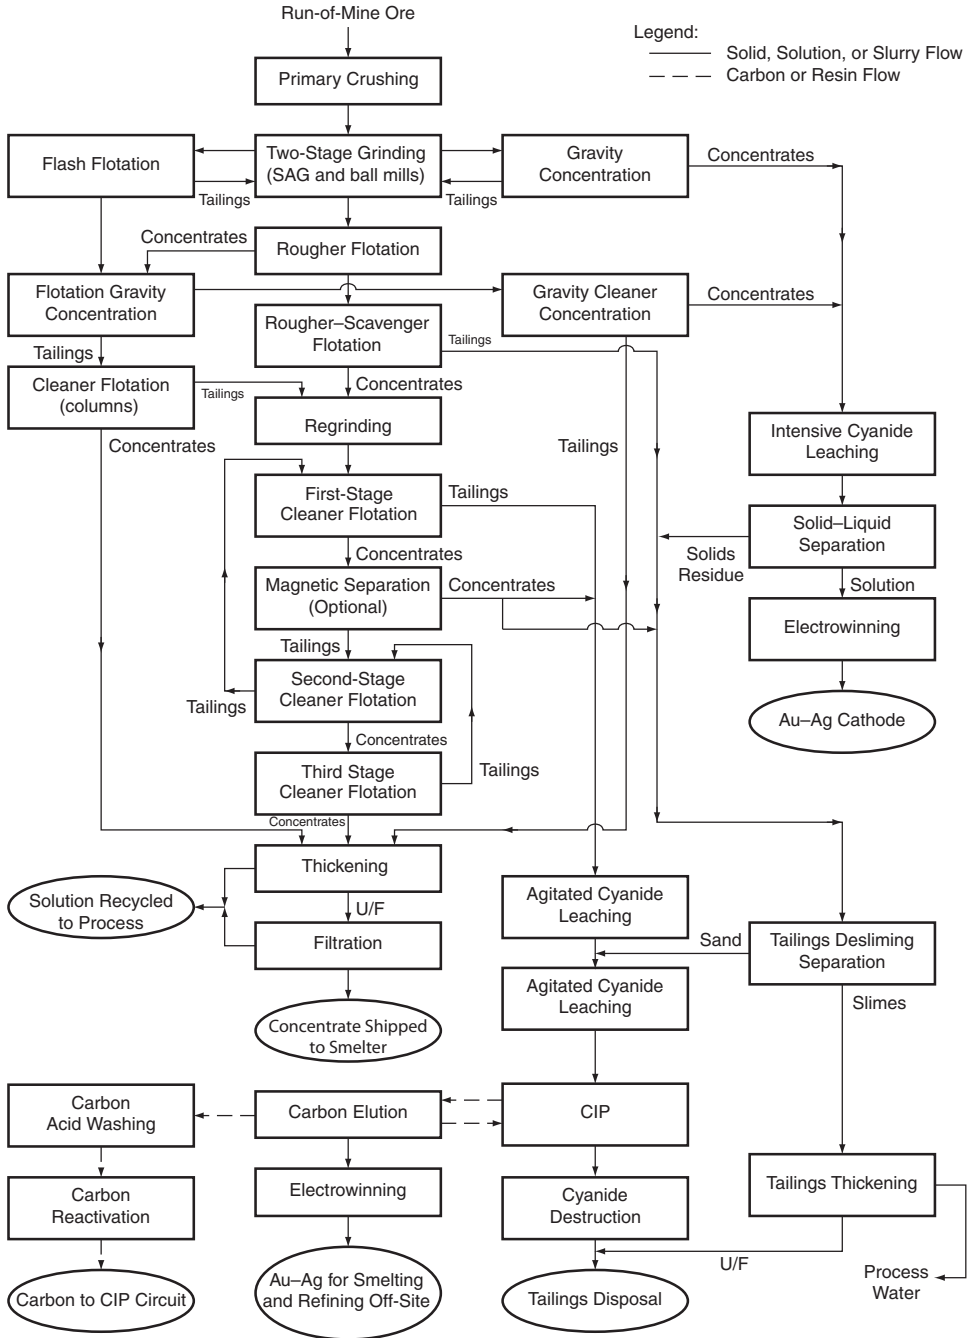 Run-of-Mine Ore
Legend:
Solid, Solution, or Slurry Flow
Carbon or Resin Flow
Primary Crushing
Flash Flotation
Two-Stage Grinding
(SAG and ball mills)
Gravity
Concentration
Concentrates
Tailings
Tailings
Concentrates
Rougher Flotation
Flotation Gravity
Concentration
Gravity Cleaner
Concentration
Concentrates
Rougher–Scavenger
Flotation
Tailings
Tailings
Cleaner Flotation
(columns)
Tailings
Concentrates
Regrinding
Concentrates
Tailings
Intensive Cyanide
Leaching
First-Stage
Cleaner Flotation
Tailings
Solid–Liquid
Separation
Solids
Residue
Concentrates
Magnetic Separation
(Optional)
Concentrates
Solution
Electrowinning
Tailings
Second-Stage
Cleaner Flotation
Tailings
Au–Ag Cathode
Concentrates
Third Stage
Cleaner Flotation
Tailings
Concentrates
Thickening
Solution Recycled
to Process
U/F
Filtration
Agitated Cyanide
Leaching
Sand
Tailings Desliming
Separation
Agitated Cyanide
Leaching
Slimes
Concentrate Shipped
to Smelter
Carbon
Acid Washing
Carbon Elution
CIP
Carbon
Reactivation
Electrowinning
Cyanide
Destruction
Tailings Thickening
U/F
Process
Water
Carbon to CIP Circuit
Au–Ag for Smelting
and Refining Off-Site
Tailings Disposal